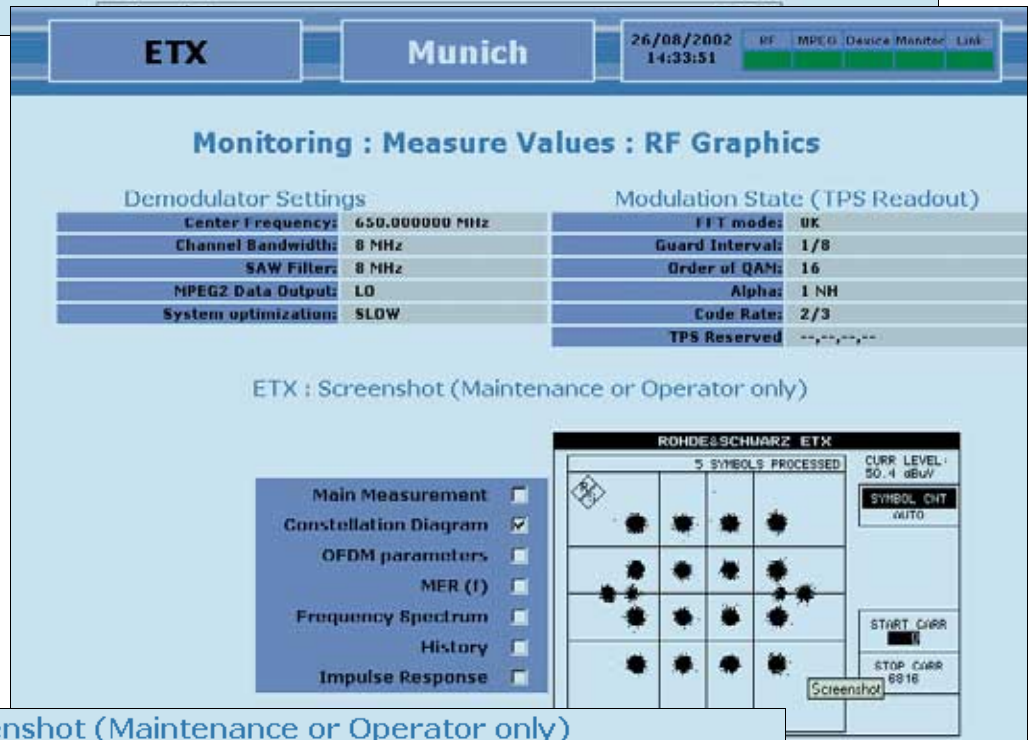 ETX
Munich
26/08/2002
14:33:51
RF MPEG Device Monitor Link
Monitoring : Measure Values : RF Graphics
Demodulator Settings
Center Frequency: 650.000000 MHz
Channel Bandwidth: 8 MHz
SAW Filter: 8 MHz
MPEG2 Data Output: LO
System optimization: SLOW
Modulation State (TPS Readout)
FFT mode: 8K
Guard Interval: 1/8
Order of QAM: 16
Alpha: 1 NH
Code Rate: 2/3
TPS Reserved --,--,--,--
ETX : Screenshot (Maintenance or Operator only)
Main Measurement
Constellation Diagram
OFDM parameters
MER (f)
Frequency Spectrum
History
Impulse Response
ROHDE&SCHWARZ ETX
5 SYMBOLS PROCESSED
CURR LEVEL:
50.4 dBuV
SYMBOL CNT
AUTO
START CARR
0
STOP CARR
6816
Screenshot
enshot (Maintenance or Operator only)